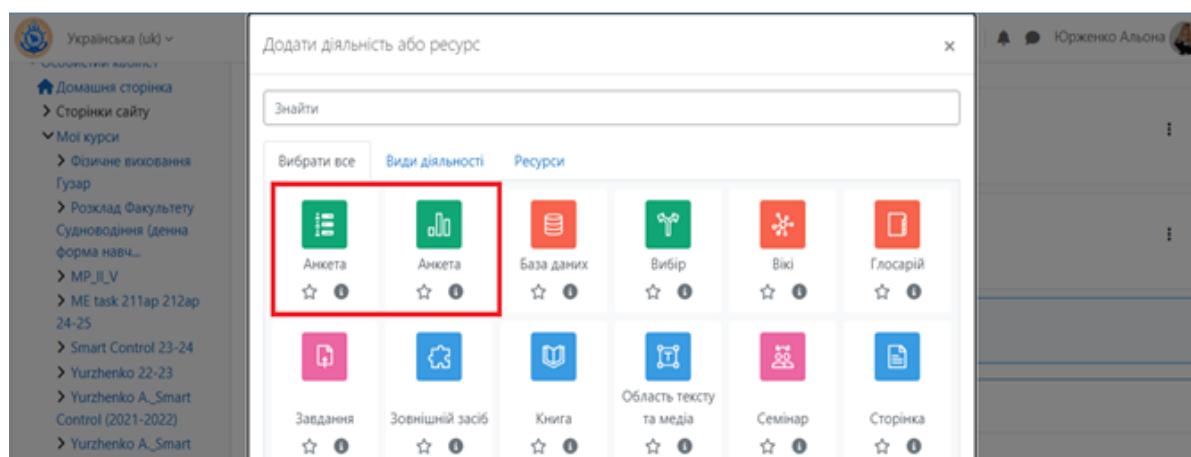 Українська (uk)
Додати діяльність або ресурс
×
Юрженко Альона
Особистий кабінет
Домашня сторінка
Сторінки сайту
Мої курси
Фізичне виховання
Гузар
Розклад Факультету
Судноводіння (денна
форма навч...
MP_II_V
ME task 211ap 212ap
24-25
Smart Control 23-24
Yurzhenko 22-23
Yurzhenko A._Smart
Control (2021-2022)
Yurzhenko A._Smart
Знайти
Вибрати все Види діяльності Ресурси
Анкета Анкета База даних Вибір Вікі Глосарій
Область тексту
Завдання Зовнішній засіб Книга та медіа Семінар Сторінка